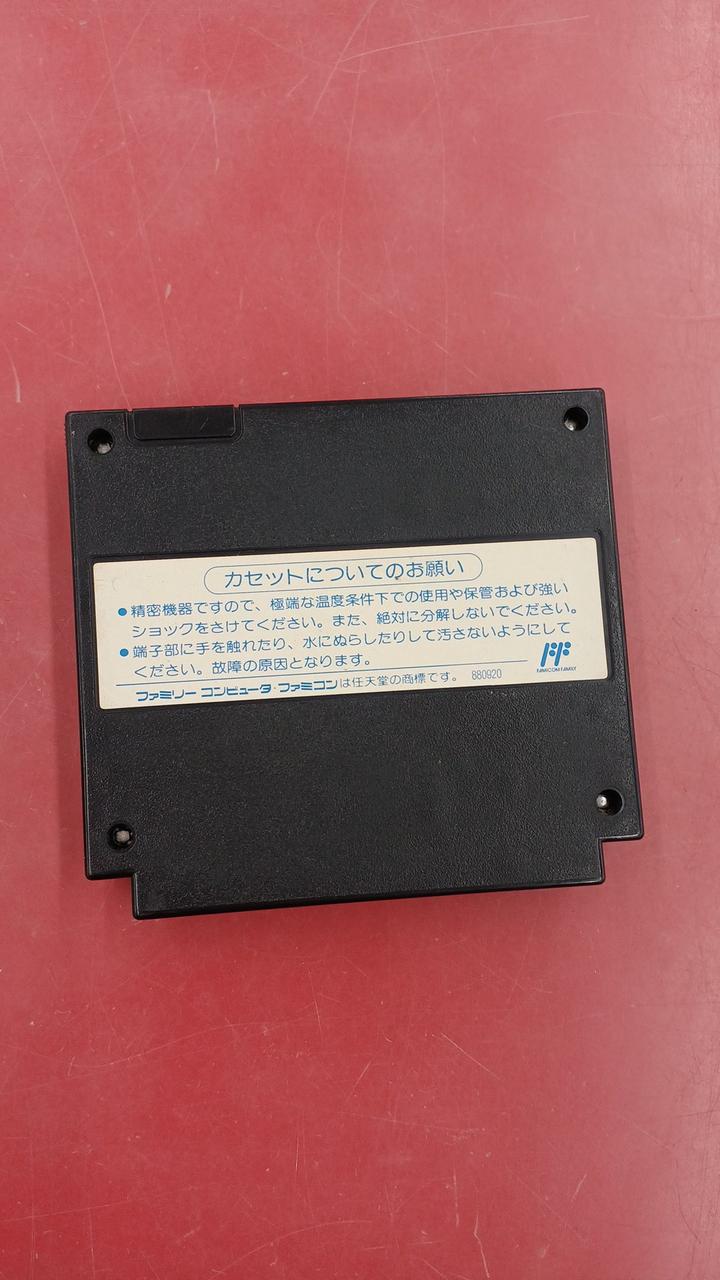 カセットについてのお願い
●精密機器ですので、極端な温度条件下での使用や保管および強い
ショックをさけてください。また、絶対に分解しないでください。
●端子部に手を触れたり、水にぬらしたりして汚さないようにして
ください。故障の原因となります。
FF
FAMICOM FAMILY
ファミリー コンピュータ・ファミコンは任天堂の商標です。 880920